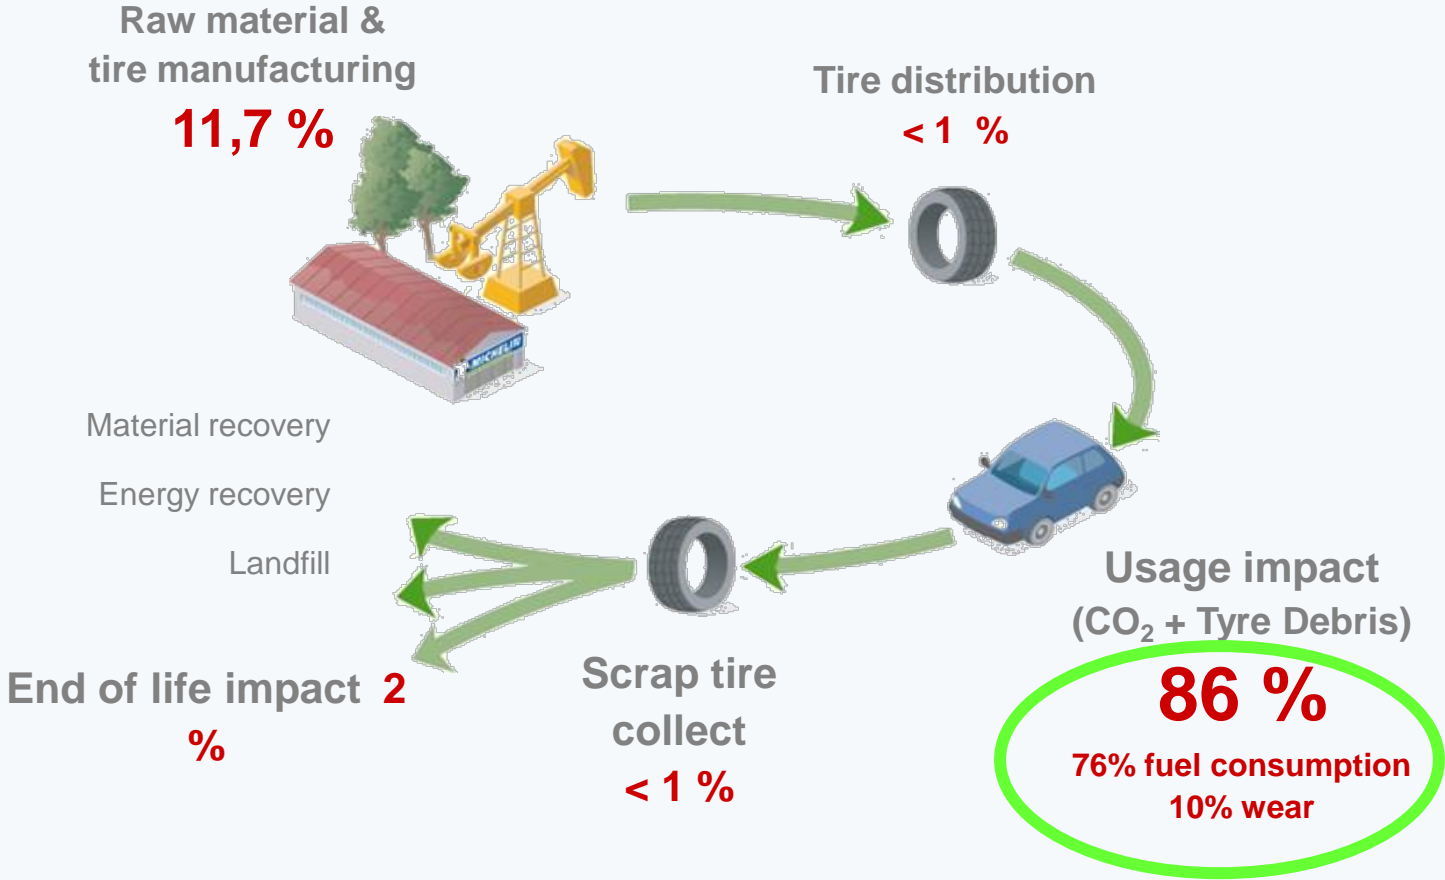 Raw material &
tire manufacturing
11,7 %
Tire distribution
< 1 %
MICHELIN
Material recovery
Energy recovery
Landfill
End of life impact 2
%
Scrap tire
collect
< 1 %
Usage impact
(CO₂ + Tyre Debris)
86 %
76% fuel consumption
10% wear